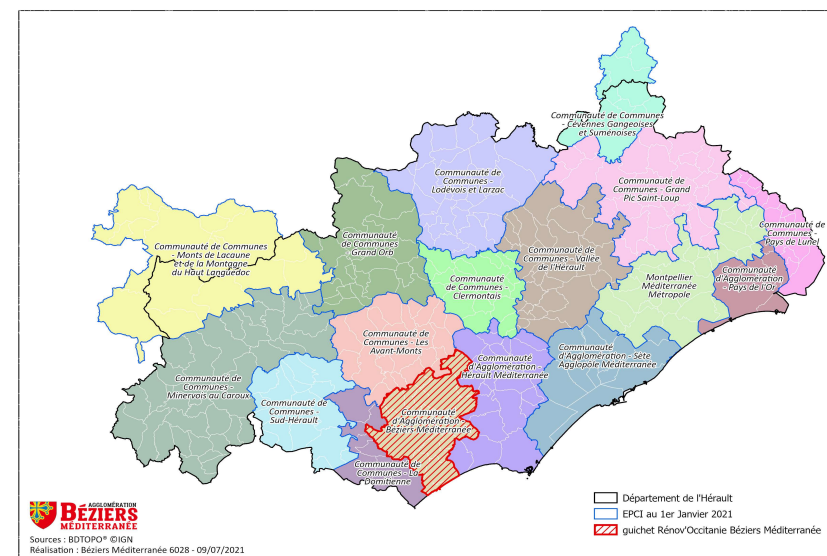 Communauté de Communes
- Cévennes Gangeoises
et Suménoises
Communauté de
Communes -
Lodévois et Larzac
Communauté de
Communes - Grand
Pic Saint-Loup
Communauté de
Communes -
Pays de Lunel
Communauté
de Communes
Grand Orb
Communauté de Communes
- Monts de Lacaune
et de la Montagne
du Haut Languedoc
Communauté de
Communes - Vallée
de l'Hérault
Communauté
de Communes -
Clermontais
Montpellier
Méditerranée
Métropole
Communauté
d'Agglomération
- Pays de l'Or
Communauté de
Communes - Les
Avant-Monts
Communauté
d'Agglomération -
Hérault Méditerranée
Communauté
d'Agglomération - Sète
Agglopôle Méditerranée
Communauté de
Communes -
Minervois au Caroux
Communauté de
Communes -
Sud-Hérault
Communauté
d'Agglomération
Béziers-Méditerranée
Communauté de
Communes - La
Domitienne
Département de l'Hérault
EPCI au 1er Janvier 2021
guichet Rénov'Occitanie Béziers Méditerranée
AGGLOMÉRATION
BÉZIERS
MÉDITERRANÉE
Sources : BDTOPO® ©IGN
Réalisation : Béziers Méditerranée 6028 - 09/07/2021